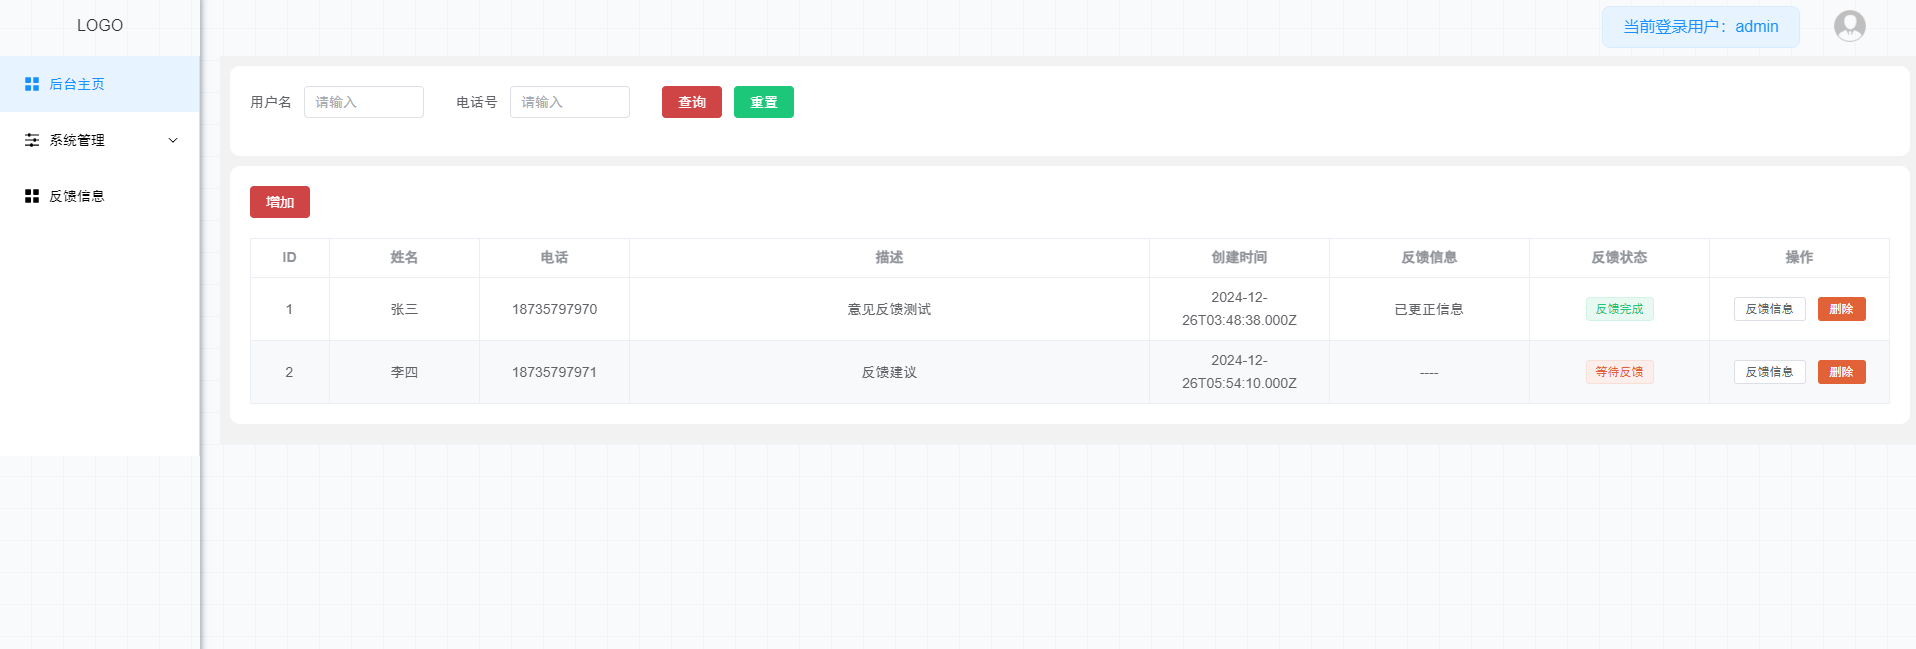 LOGO
当前登录用户：admin
后台主页
系统管理
反馈信息
用户名 请输入 电话号 请输入 查询 重置
增加
ID 姓名 电话 描述 创建时间 反馈信息 反馈状态 操作
1 张三 18735797970 意见反馈测试 2024-12-
26T03:48:38.000Z 已更正信息 反馈完成 反馈信息 删除
2 李四 18735797971 反馈建议 2024-12-
26T05:54:10.000Z ---- 等待反馈 反馈信息 删除